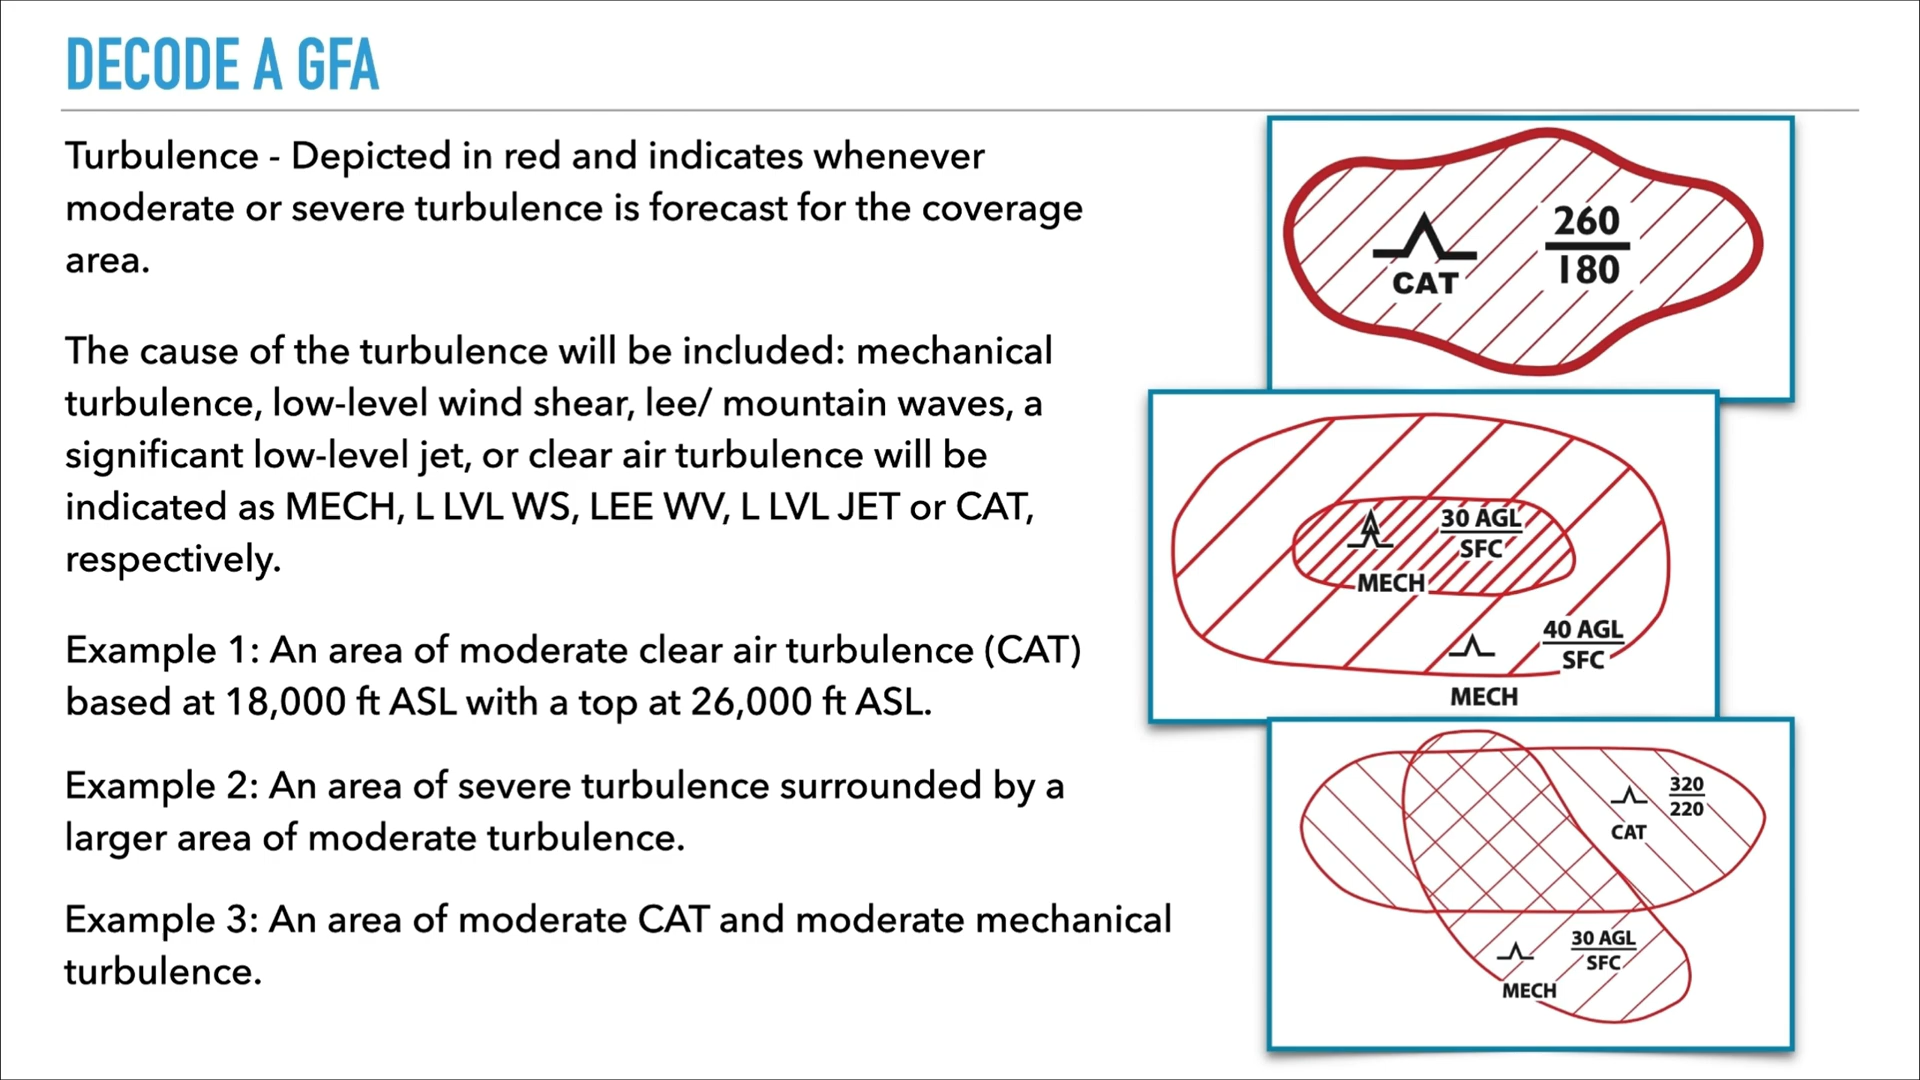 DECODE A GFA
Turbulence - Depicted in red and indicates whenever
moderate or severe turbulence is forecast for the coverage
area.
The cause of the turbulence will be included: mechanical
turbulence, low-level wind shear, lee/ mountain waves, a
significant low-level jet, or clear air turbulence will be
indicated as MECH, L LVL WS, LEE WV, L LVL JET or CAT,
respectively.
Example 1: An area of moderate clear air turbulence (CAT)
based at 18,000 ft ASL with a top at 26,000 ft ASL.
Example 2: An area of severe turbulence surrounded by a
larger area of moderate turbulence.
Example 3: An area of moderate CAT and moderate mechanical
turbulence.
260
180
CAT
30 AGL
SFC
MECH
40 AGL
SFC
MECH
320
220
CAT
30 AGL
SFC
MECH